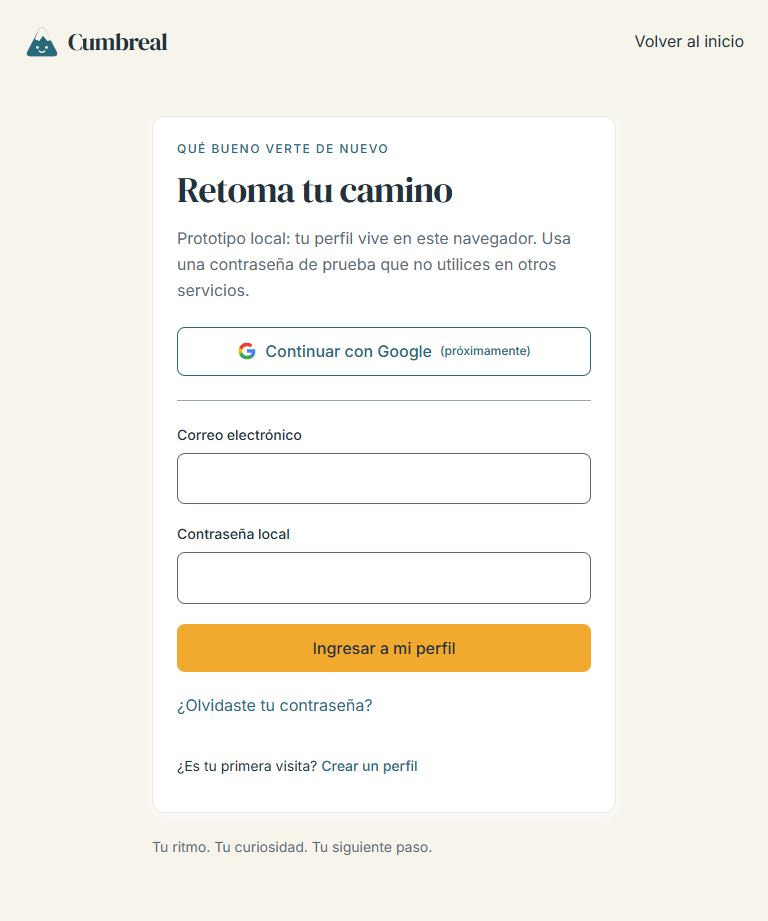 Cumbreal
Volver al inicio
QUÉ BUENO VERTE DE NUEVO
Retoma tu camino
Prototipo local: tu perfil vive en este navegador. Usa
una contraseña de prueba que no utilices en otros
servicios.
Continuar con Google (próximamente)
Correo electrónico
Contraseña local
Ingresar a mi perfil
¿Olvidaste tu contraseña?
¿Es tu primera visita? Crear un perfil
Tu ritmo. Tu curiosidad. Tu siguiente paso.